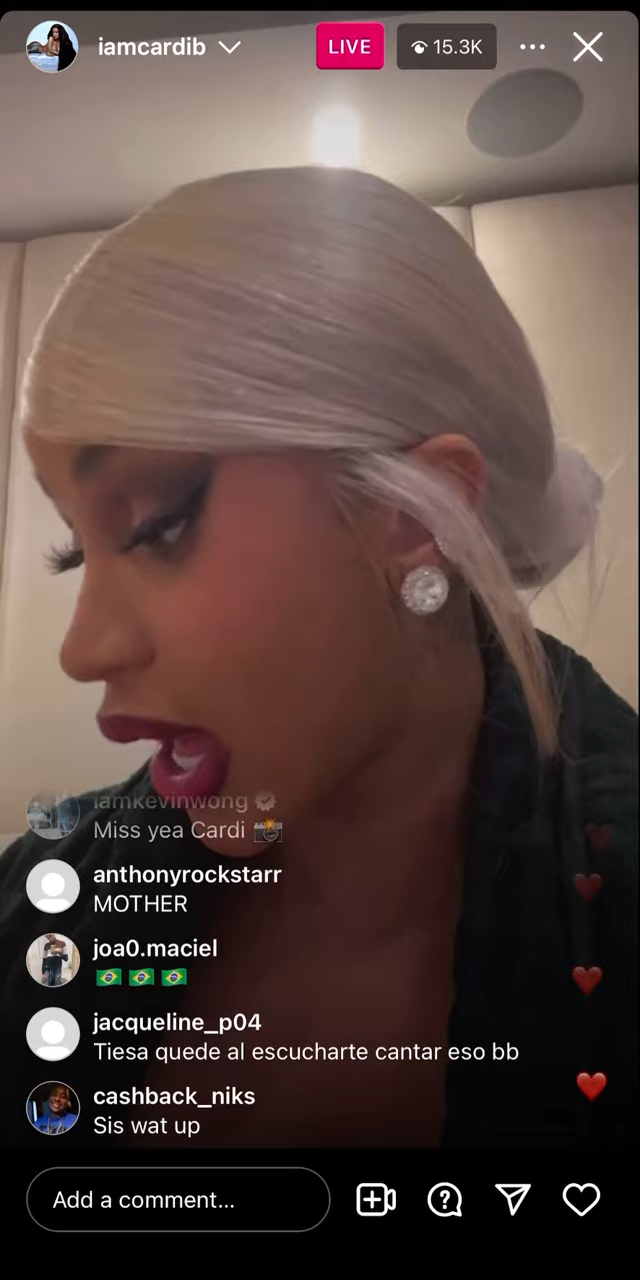 iamcardib
LIVE
15.3K
iamkevinwong
Miss yea Cardi 📸
anthonyrockstarr
MOTHER
joa0.maciel
🇧🇷 🇧🇷 🇧🇷
jacqueline_p04
Tiesa quede al escucharte cantar eso bb
cashback_niks
Sis wat up
Add a comment...